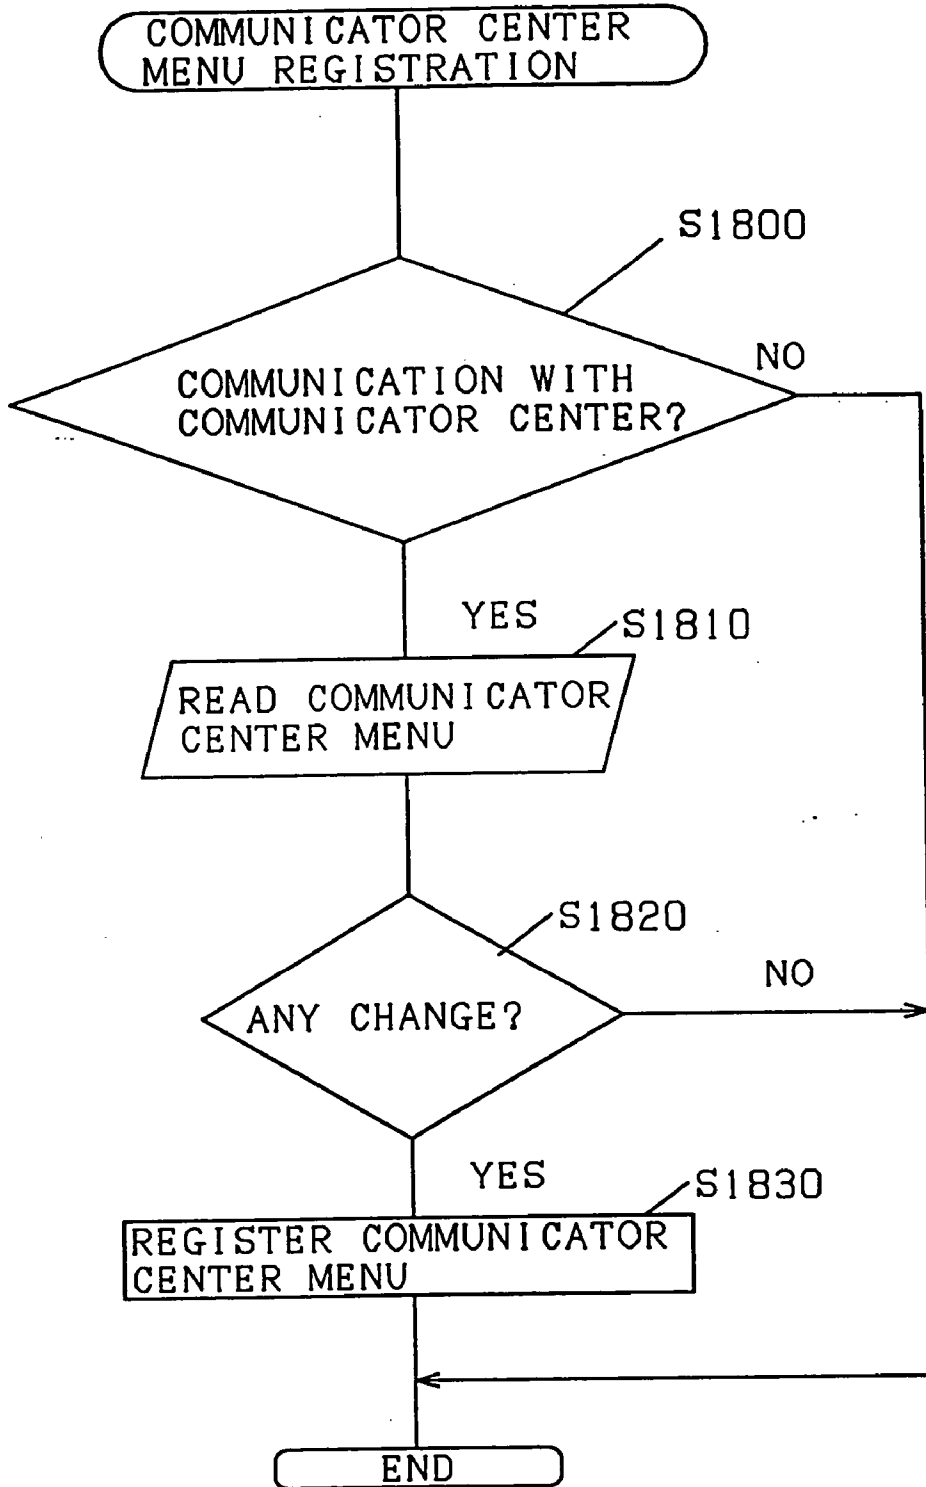 COMMUNICATOR CENTER
MENU REGISTRATION
S1800
NO
COMMUNICATION WITH
COMMUNICATOR CENTER?
YES
S1810
READ COMMUNICATOR
CENTER MENU
S1820
NO
ANY CHANGE?
YES
S1830
REGISTER COMMUNICATOR
CENTER MENU
END